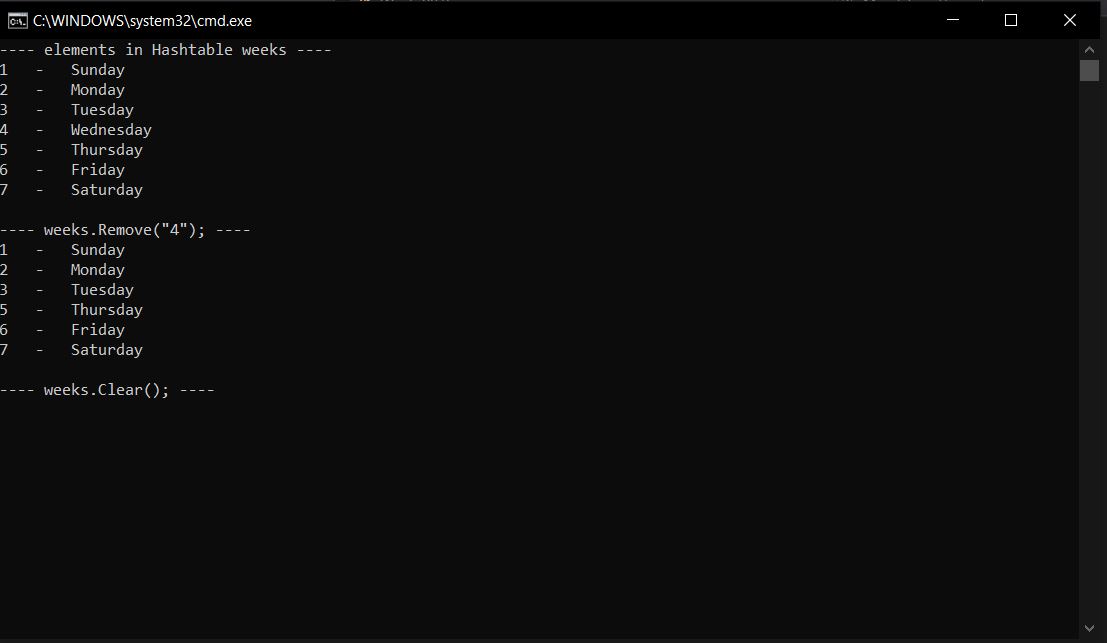 C:\WINDOWS\system32\cmd.exe
---- elements in Hashtable weeks ----
1   -   Sunday
2   -   Monday
3   -   Tuesday
4   -   Wednesday
5   -   Thursday
6   -   Friday
7   -   Saturday
---- weeks.Remove("4"); ----
1   -   Sunday
2   -   Monday
3   -   Tuesday
5   -   Thursday
6   -   Friday
7   -   Saturday
---- weeks.Clear(); ----